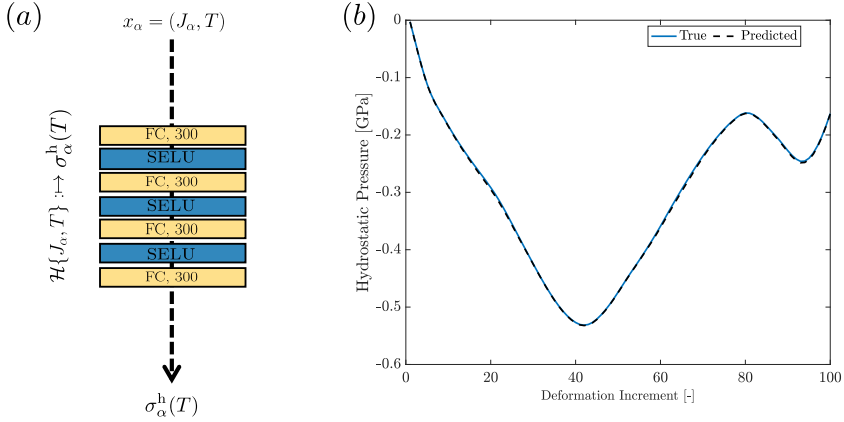 (a)
x_α = (J_α, T)
ℋ{J_α, T} :↦ σ_α^h(T)
FC, 300
SELU
FC, 300
SELU
FC, 300
SELU
FC, 300
σ_α^h(T)
(b)
True Predicted
Hydrostatic Pressure [GPa]
0
-0.1
-0.2
-0.3
-0.4
-0.5
-0.6
0 20 40 60 80 100
Deformation Increment [-]